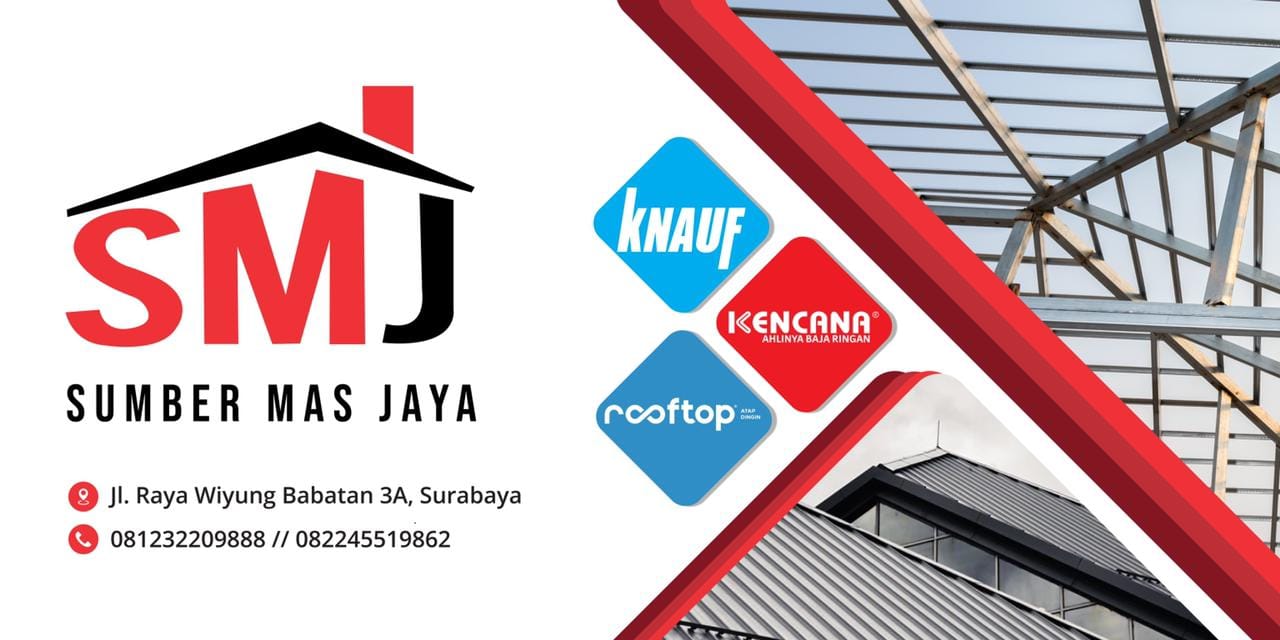 SMJ
SUMBER MAS JAYA
Jl. Raya Wiyung Babatan 3A, Surabaya
081232209888 // 082245519862
KNAUF
KENCANA®
AHLINYA BAJA RINGAN
rooftop® ATAP DINGIN